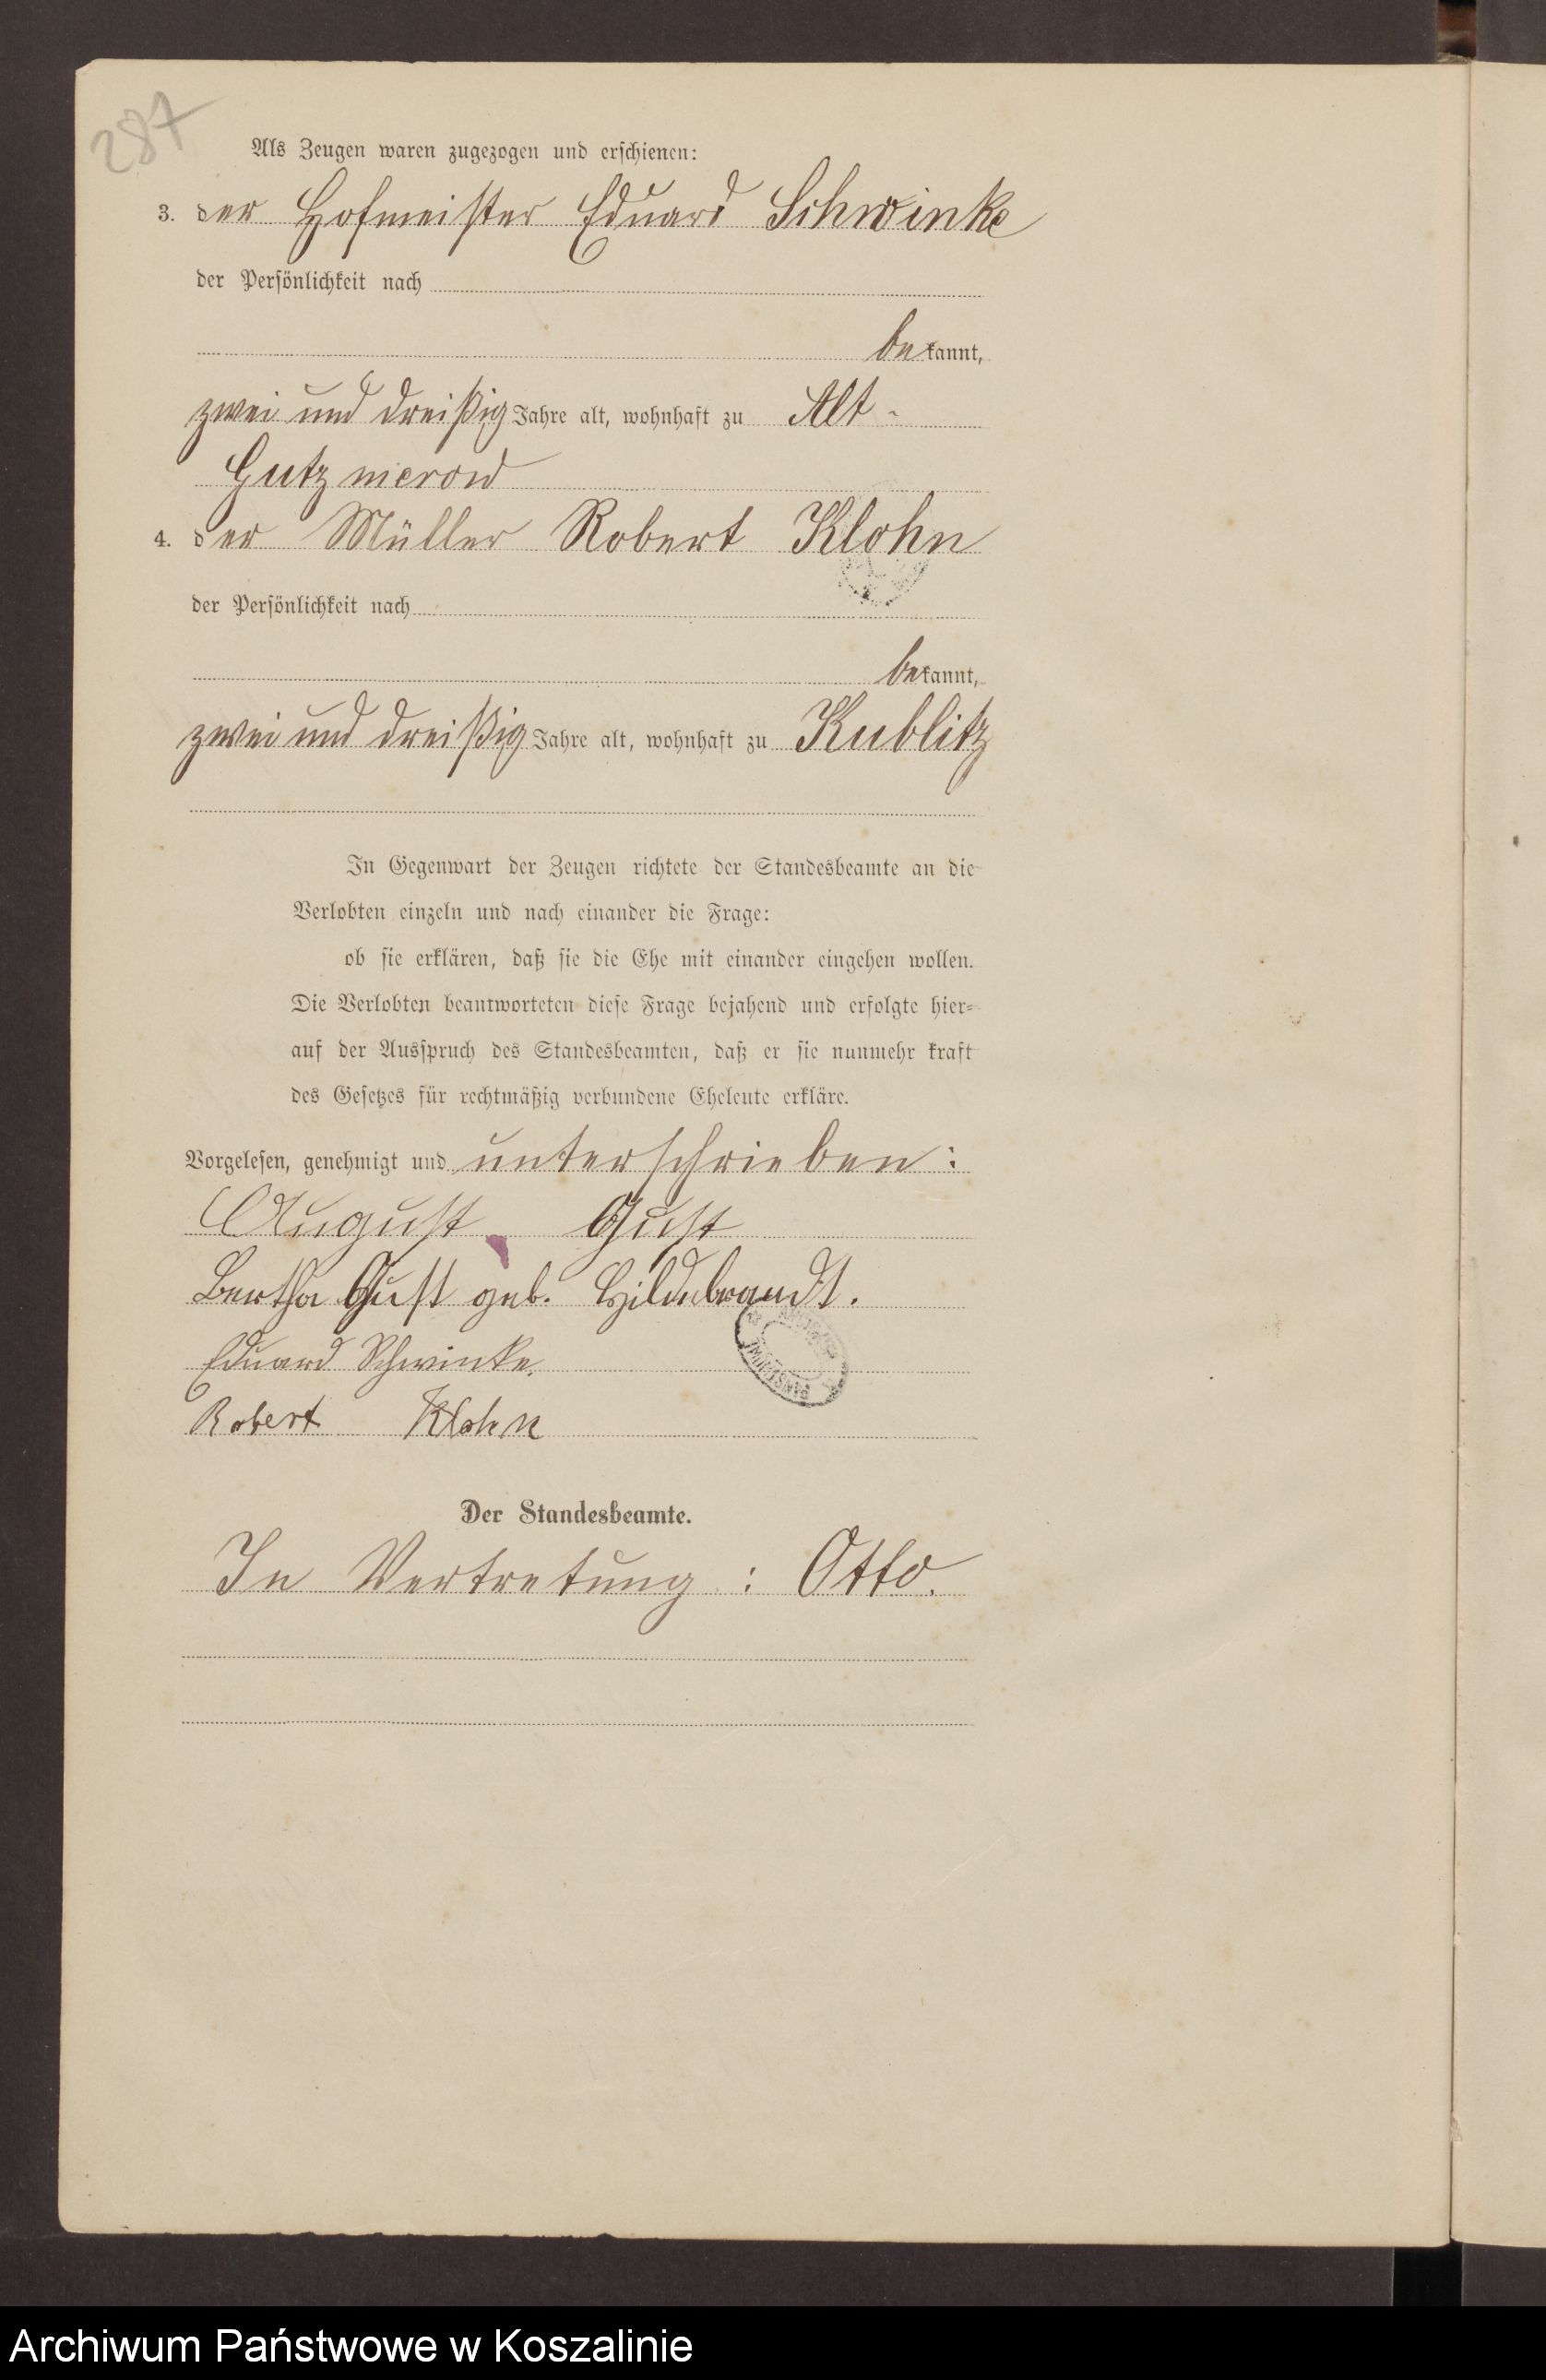 287
Als Zeugen waren zugezogen und erschienen:
3. der Hofmeister Eduard Schwinke
der Persönlichkeit nach
bekannt,
zwei und dreißig Jahre alt, wohnhaft zu Alt-
Gutzmerow
4. der Müller Robert Klohn
der Persönlichkeit nach
bekannt,
zwei und dreißig Jahre alt, wohnhaft zu Kublitz
In Gegenwart der Zeugen richtete der Standesbeamte an die
Verlobten einzeln und nach einander die Frage:
ob sie erklären, daß sie die Ehe mit einander eingehen wollen.
Die Verlobten beantworteten diese Frage bejahend und erfolgte hier-
auf der Ausspruch des Standesbeamten, daß er sie nunmehr kraft
des Gesetzes für rechtmäßig verbundene Eheleute erkläre.
Vorgelesen, genehmigt und unterschrieben:
August Gust
Bertha Gust geb. Hildebrandt.
Eduard Schwinke.
Robert Klohn
Der Standesbeamte.
In Vertretung: Otto.
Archiwum Państwowe w Koszalinie